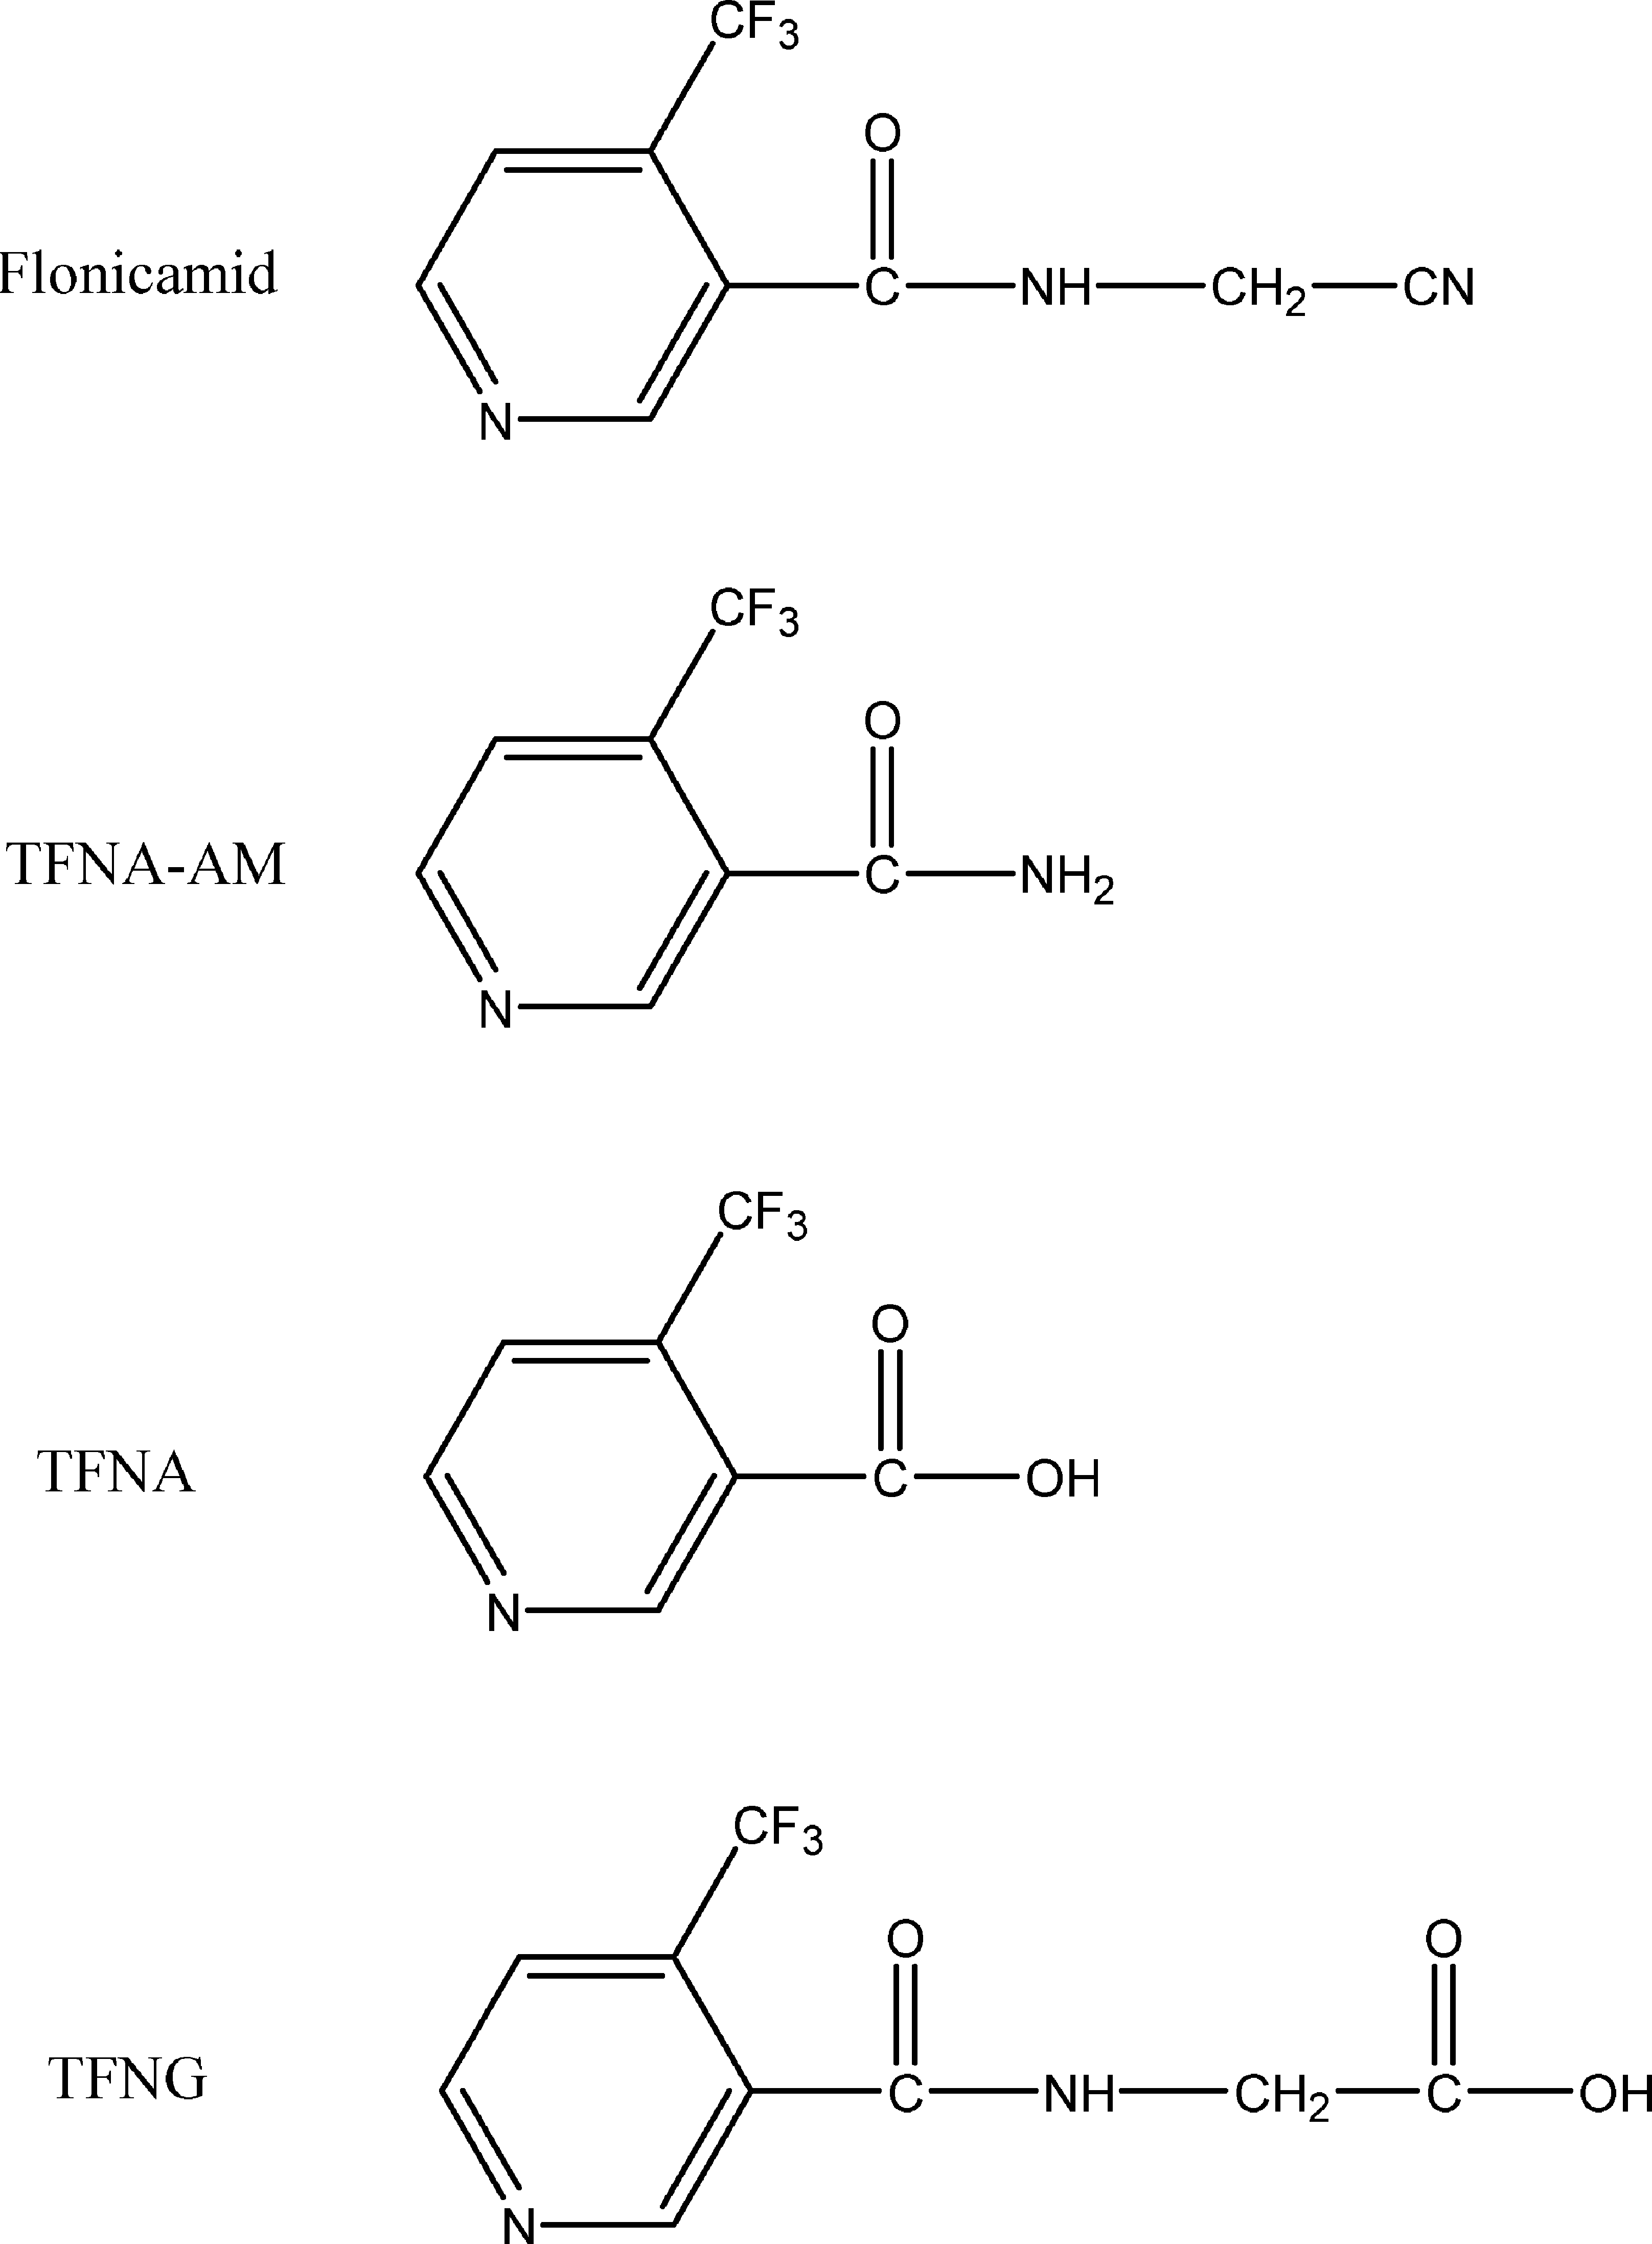 CF3
O
Flonicamid
C NH CH2 CN
N
CF3
O
TFNA-AM
C NH2
N
CF3
O
TFNA
C OH
N
CF3
O O
TFNG
C NH CH2 C OH
N